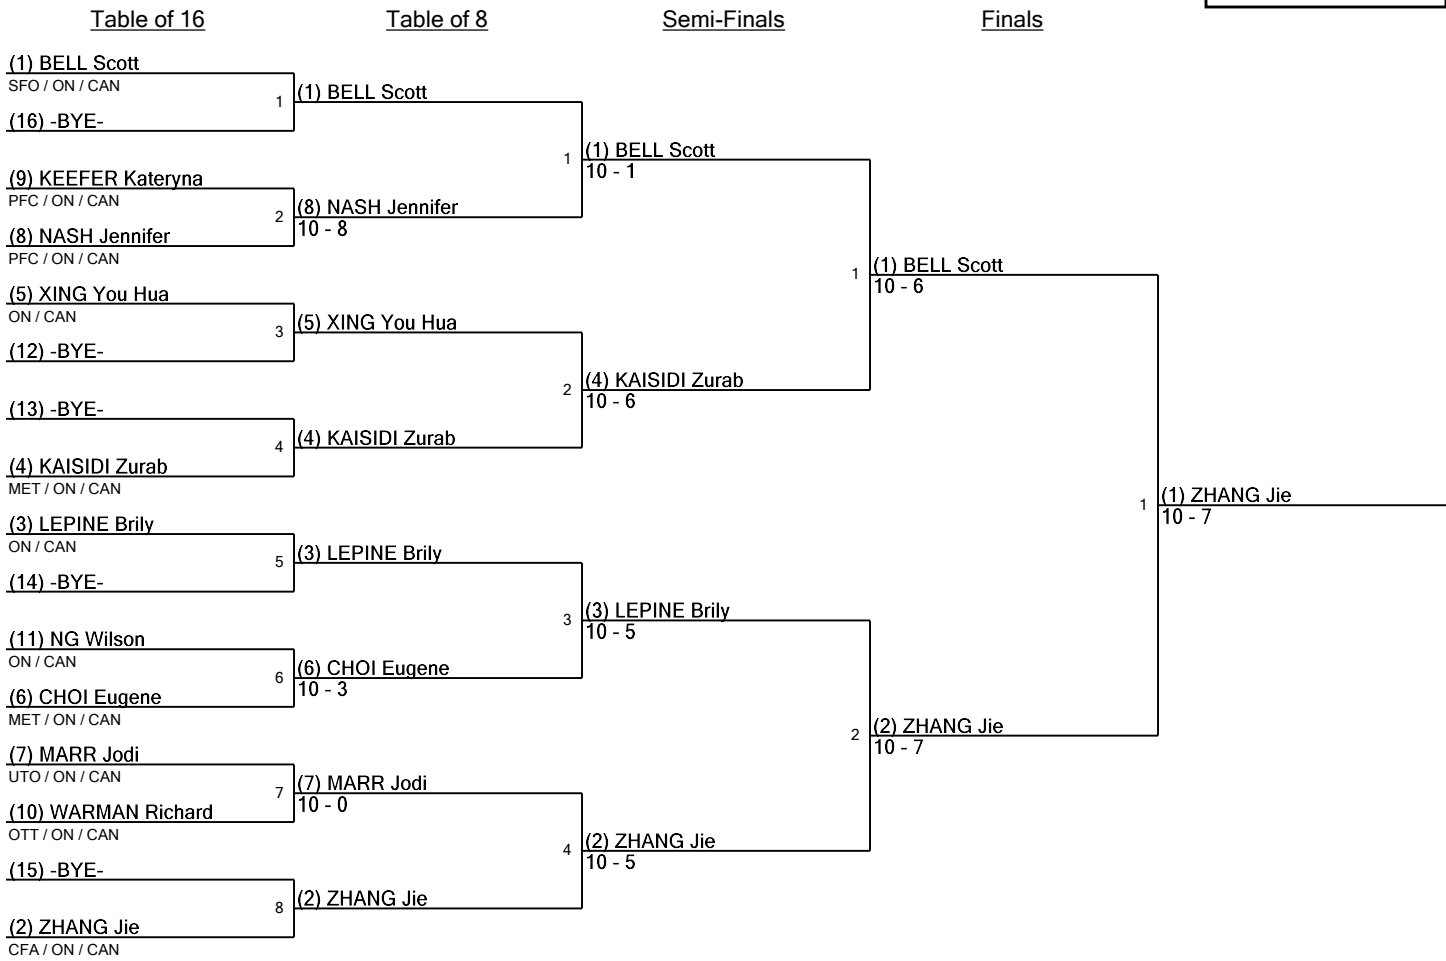 Table of 16
Table of 8
Semi-Finals
Finals
(1) BELL Scott
SFO / ON / CAN
(16) -BYE-
(9) KEEFER Kateryna
PFC / ON / CAN
(8) NASH Jennifer
PFC / ON / CAN
(5) XING You Hua
ON / CAN
(12) -BYE-
(13) -BYE-
(4) KAISIDI Zurab
MET / ON / CAN
(3) LEPINE Brily
ON / CAN
(14) -BYE-
(11) NG Wilson
ON / CAN
(6) CHOI Eugene
MET / ON / CAN
(7) MARR Jodi
UTO / ON / CAN
(10) WARMAN Richard
OTT / ON / CAN
(15) -BYE-
(2) ZHANG Jie
CFA / ON / CAN
1 (1) BELL Scott
2 (8) NASH Jennifer
10 - 8
3 (5) XING You Hua
4 (4) KAISIDI Zurab
5 (3) LEPINE Brily
6 (6) CHOI Eugene
10 - 3
7 (7) MARR Jodi
10 - 0
8 (2) ZHANG Jie
1 (1) BELL Scott
10 - 1
2 (4) KAISIDI Zurab
10 - 6
3 (3) LEPINE Brily
10 - 5
4 (2) ZHANG Jie
10 - 5
1 (1) BELL Scott
10 - 6
2 (2) ZHANG Jie
10 - 7
1 (1) ZHANG Jie
10 - 7